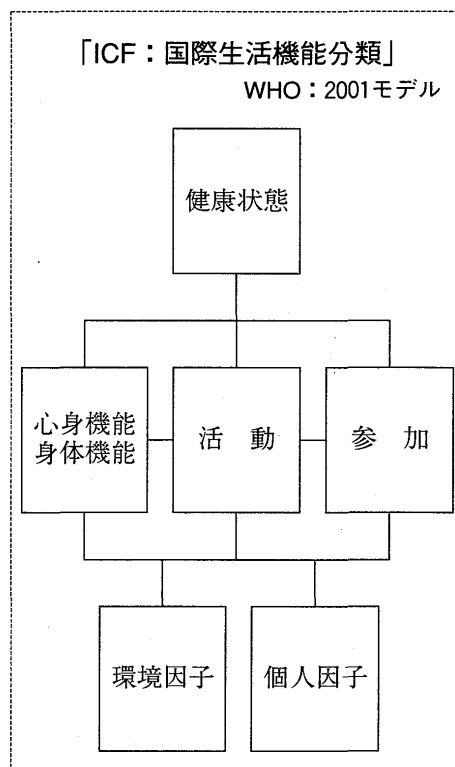 「ICF：国際生活機能分類」
WHO：2001モデル
健康状態
心身機能
身体機能
活　動
参　加
環境因子
個人因子